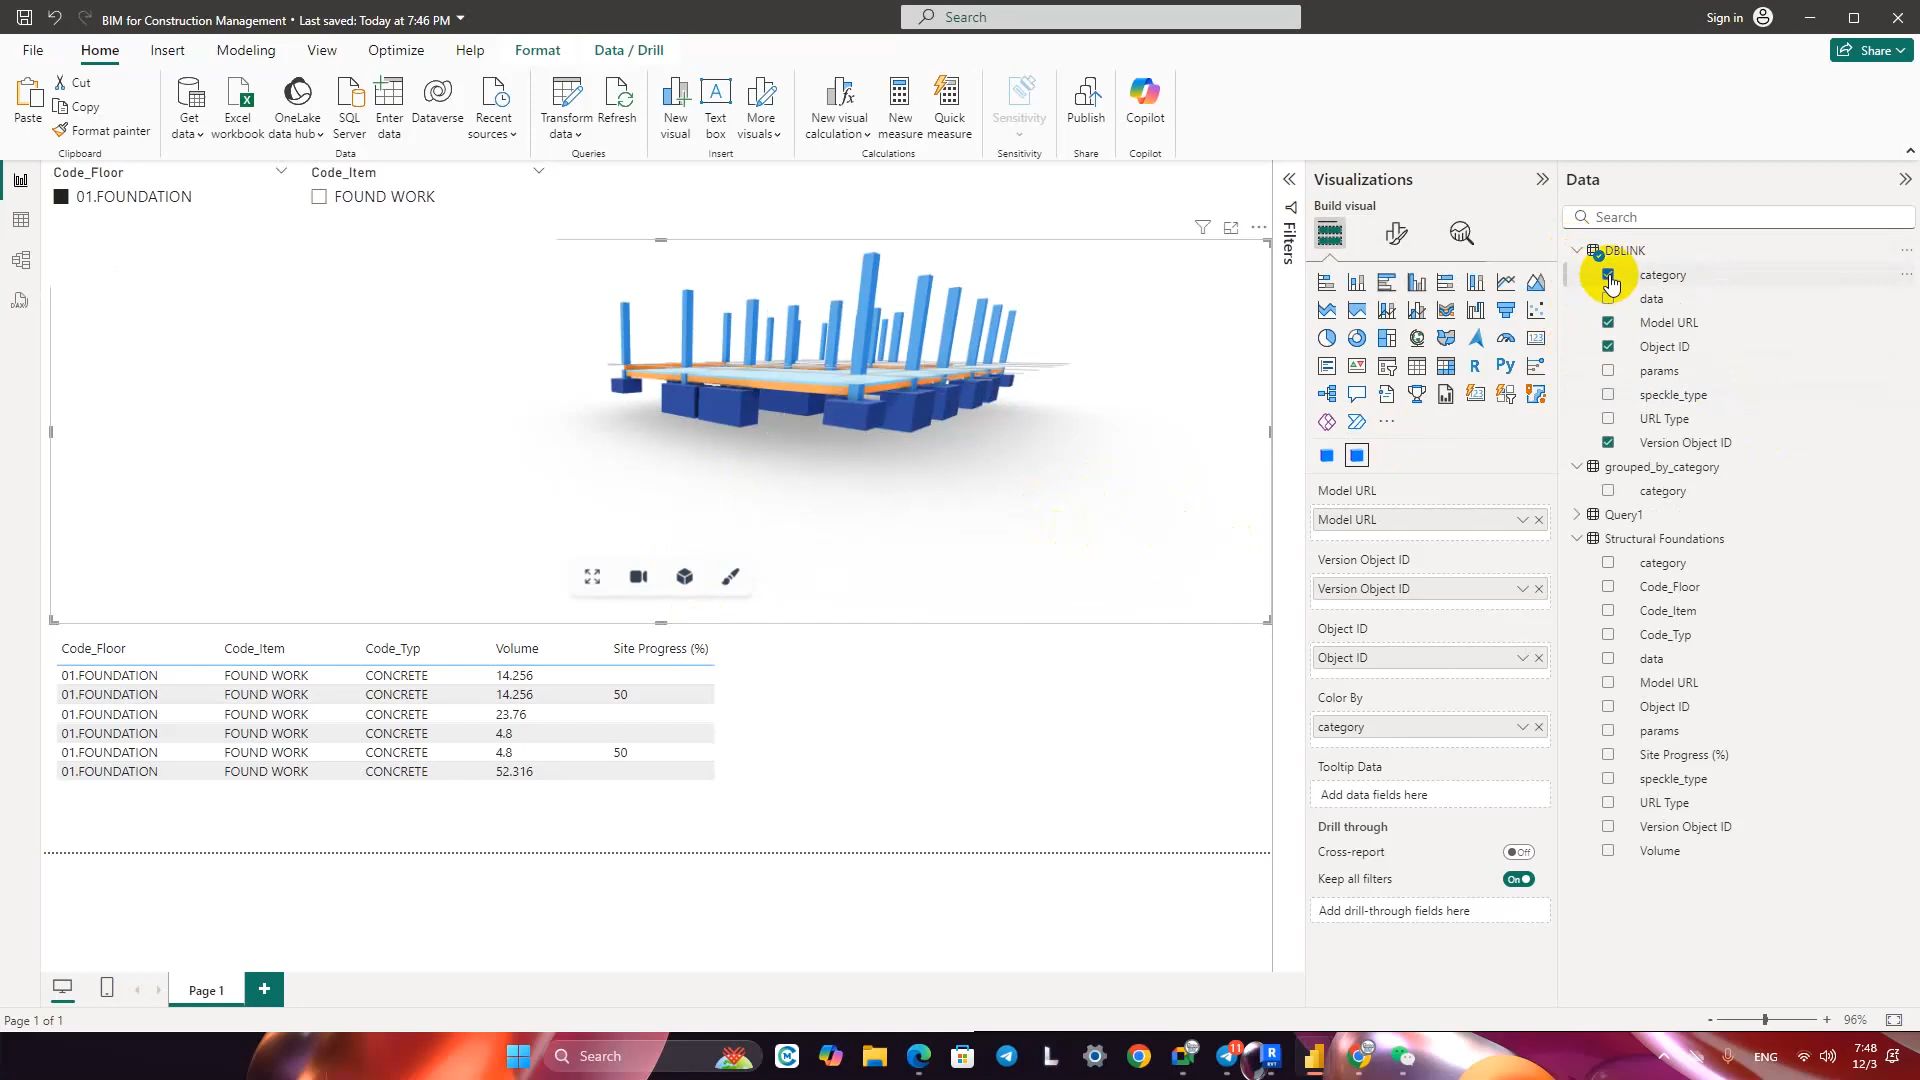 BIM for Construction Management • Last saved: Today at 7:46 PM
Search
Sign in
File
Home
Insert
Modeling
View
Optimize
Help
Format
Data / Drill
Share
Paste
Cut
Copy
Format painter
Get data
Excel workbook
OneLake data hub
SQL Server
Enter data
Dataverse
Recent sources
Transform data
Refresh
New visual
Text box
More visuals
New visual calculation
New measure
Quick measure
Sensitivity
Publish
Copilot
Clipboard
Data
Queries
Insert
Calculations
Sensitivity
Share
Copilot
Code_Floor
01.FOUNDATION
Code_Item
FOUND WORK
Code_Floor Code_Item Code_Typ Volume Site Progress (%)
01.FOUNDATION FOUND WORK CONCRETE 14.256
01.FOUNDATION FOUND WORK CONCRETE 14.256 50
01.FOUNDATION FOUND WORK CONCRETE 23.76
01.FOUNDATION FOUND WORK CONCRETE 4.8
01.FOUNDATION FOUND WORK CONCRETE 4.8 50
01.FOUNDATION FOUND WORK CONCRETE 52.316
Filters
Visualizations
Build visual
123
R
Py
Model URL
Model URL
Version Object ID
Version Object ID
Object ID
Object ID
Color By
category
Tooltip Data
Add data fields here
Drill through
Cross-report
Off
Keep all filters
On
Add drill-through fields here
Data
Search
DBLINK
category
data
Model URL
Object ID
params
speckle_type
URL Type
Version Object ID
grouped_by_category
category
Query1
Structural Foundations
category
Code_Floor
Code_Item
Code_Typ
data
Model URL
Object ID
params
Site Progress (%)
speckle_type
URL Type
Version Object ID
Volume
Page 1
Page 1 of 1
96%
Search
11
ENG
7:48
12/3